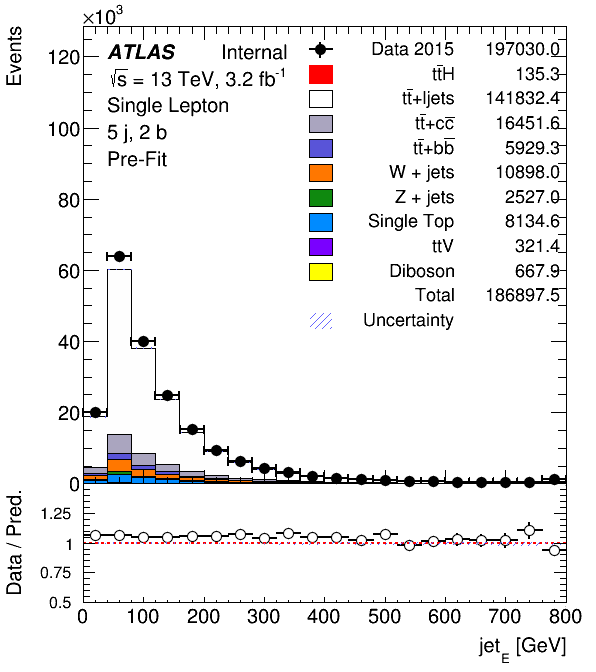 ×10³
Events
ATLAS Internal
√s = 13 TeV, 3.2 fb⁻¹
Single Lepton
5 j, 2 b
Pre-Fit
Data 2015 197030.0
tt̄H 135.3
tt̄+ljets 141832.4
tt̄+cc̄ 16451.6
tt̄+bb̄ 5929.3
W + jets 10898.0
Z + jets 2527.0
Single Top 8134.6
ttV 321.4
Diboson 667.9
Total 186897.5
Uncertainty
120
100
80
60
40
20
0
Data / Pred.
1.25
1
0.75
0.5
0 100 200 300 400 500 600 700 800
jet_E [GeV]